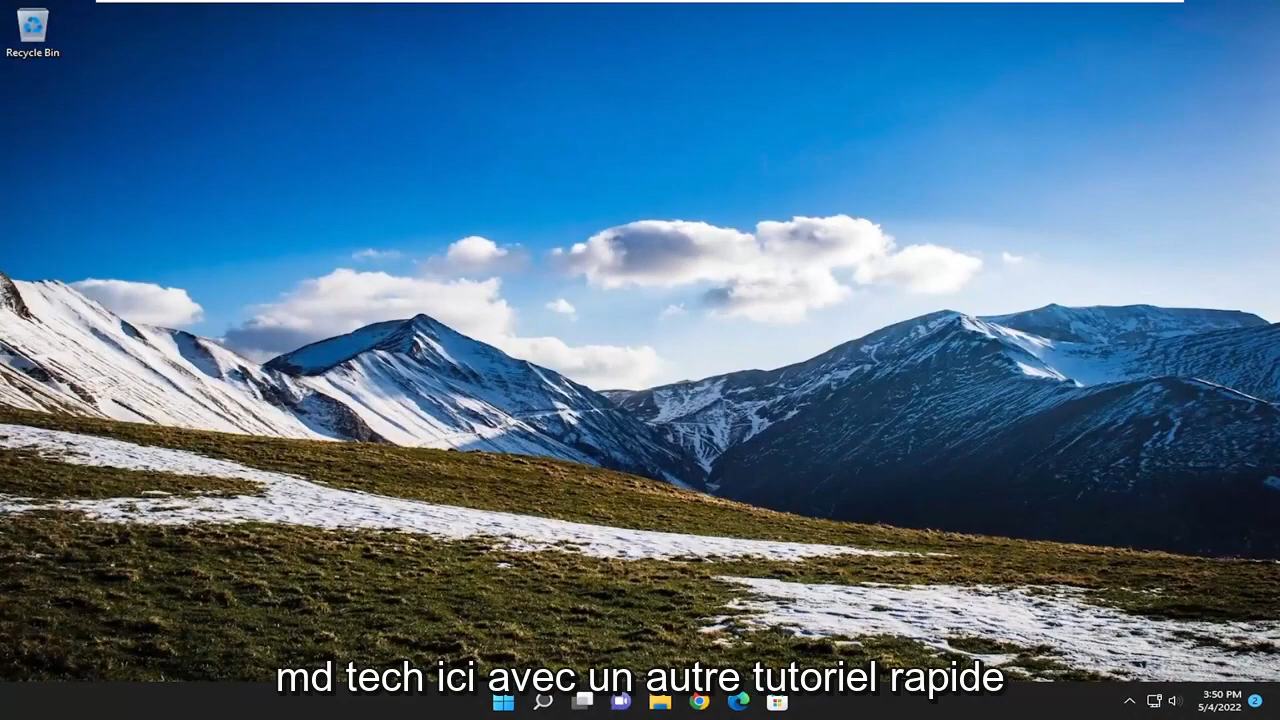 Recycle Bin
md tech ici avec un autre tutoriel rapide
3:50 PM
5/4/2022
2